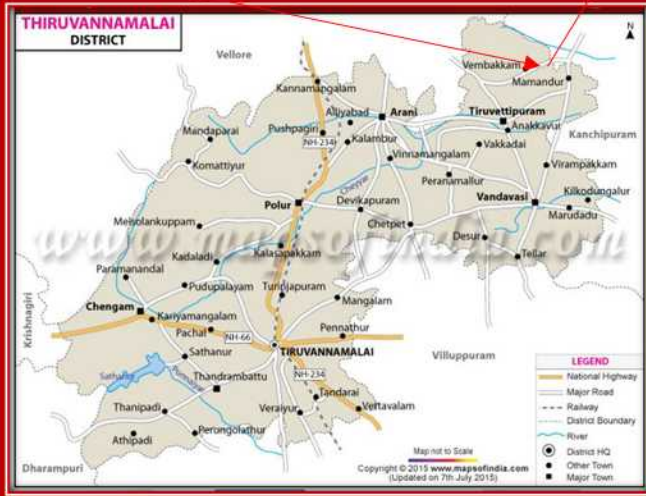 THIRUVANNAMALAI
DISTRICT
N
Vellore
Vembakkam
Mamandur
Kannamangalam
Arani
Tiruvettipuram
Alliyabad
Pushpagiri
Anakkavur
Kanchipuram
Mandaparai
NH-234
Kalambur
Vakkadai
Vinnamangalam
Komattiyur
Virampakkam
Peranamallur
Cheyyar
Kilkodungalur
Polur
Devikapuram
Vandavasi
Marudadu
Melsolankuppam
Chetpet
Desur
www.mapsofindia.com
Kadaladi
Kalasapakkam
Tellar
Paramanandal
Pudupalayam
Turinjapuram
Mangalam
Krishnagiri
Chengam
Kariyamangalam
Pachal
NH-66
Pennathur
TIRUVANNAMALAI
Sathanur
Villuppuram
LEGEND
National Highway
Major Road
Railway
District Boundary
River
District HQ
Other Town
Major Town
Thandrambattu
NH-234
Tandarai
Thanipadi
Veraiyur
Vettavalam
Athipadi
Perongolathur
Dharampuri
Map not to Scale
Copyright © 2015 www.mapsofindia.com
(Updated on 7th July 2015)